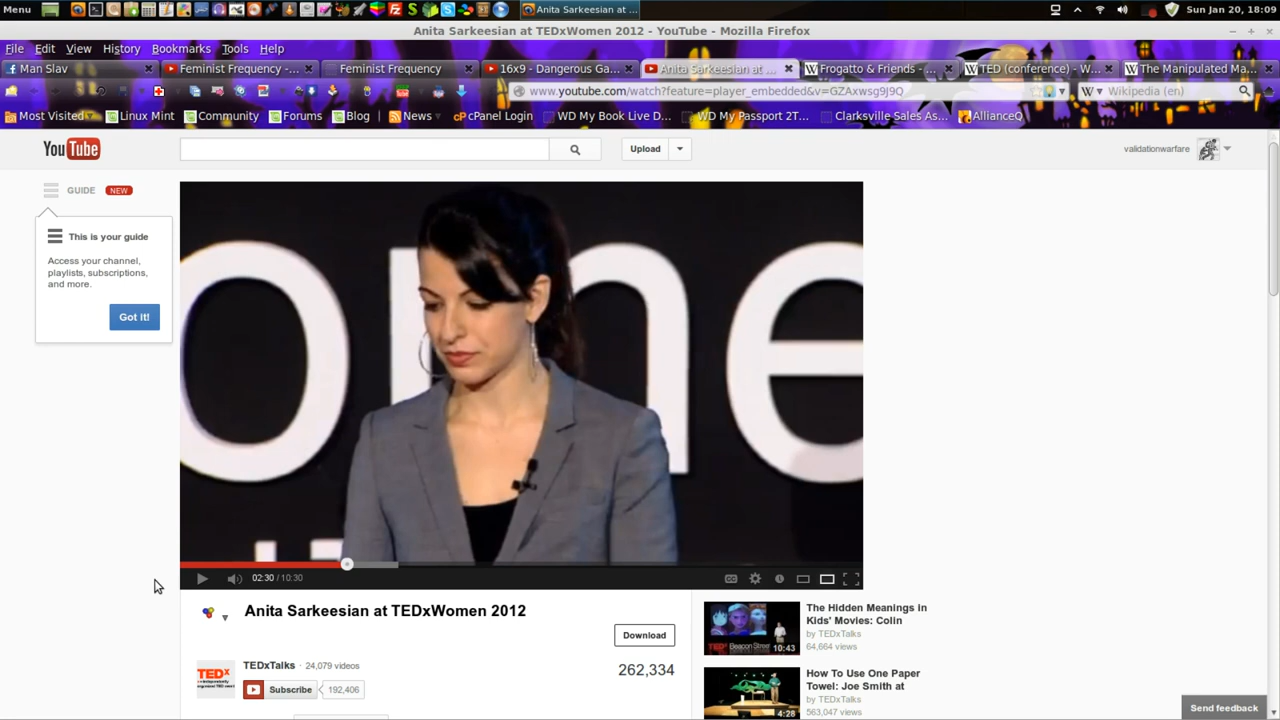 Menu
Anita Sarkeesian at ...
Sun Jan 20, 18:09
Anita Sarkeesian at TEDxWomen 2012 - YouTube - Mozilla Firefox
File Edit View History Bookmarks Tools Help
Man Slav
Feminist Frequency -...
Feminist Frequency
16x9 - Dangerous Ga...
Anita Sarkeesian at ...
Frogatto & Friends - ...
TED (conference) - W...
The Manipulated Ma...
www.youtube.com/watch?feature=player_embedded&v=GZAxwsg9J9Q
Wikipedia (en)
Most Visited
Linux Mint
Community
Forums
Blog
News
cPanel Login
WD My Book Live D...
WD My Passport 2T...
Clarksville Sales As...
AllianceQ
YouTube
Upload
validationwarfare
GUIDE NEW
This is your guide
Access your channel,
playlists, subscriptions,
and more.
Got it!
ome
02:30 / 10:30
Anita Sarkeesian at TEDxWomen 2012
Download
TEDx
TEDxTalks · 24,079 videos
Subscribe 192,406
262,334
The Hidden Meanings in
Kids' Movies: Colin
by TEDxTalks
64,664 views
10:43
How To Use One Paper
Towel: Joe Smith at
by TEDxTalks
563,047 views
4:28
Send feedback